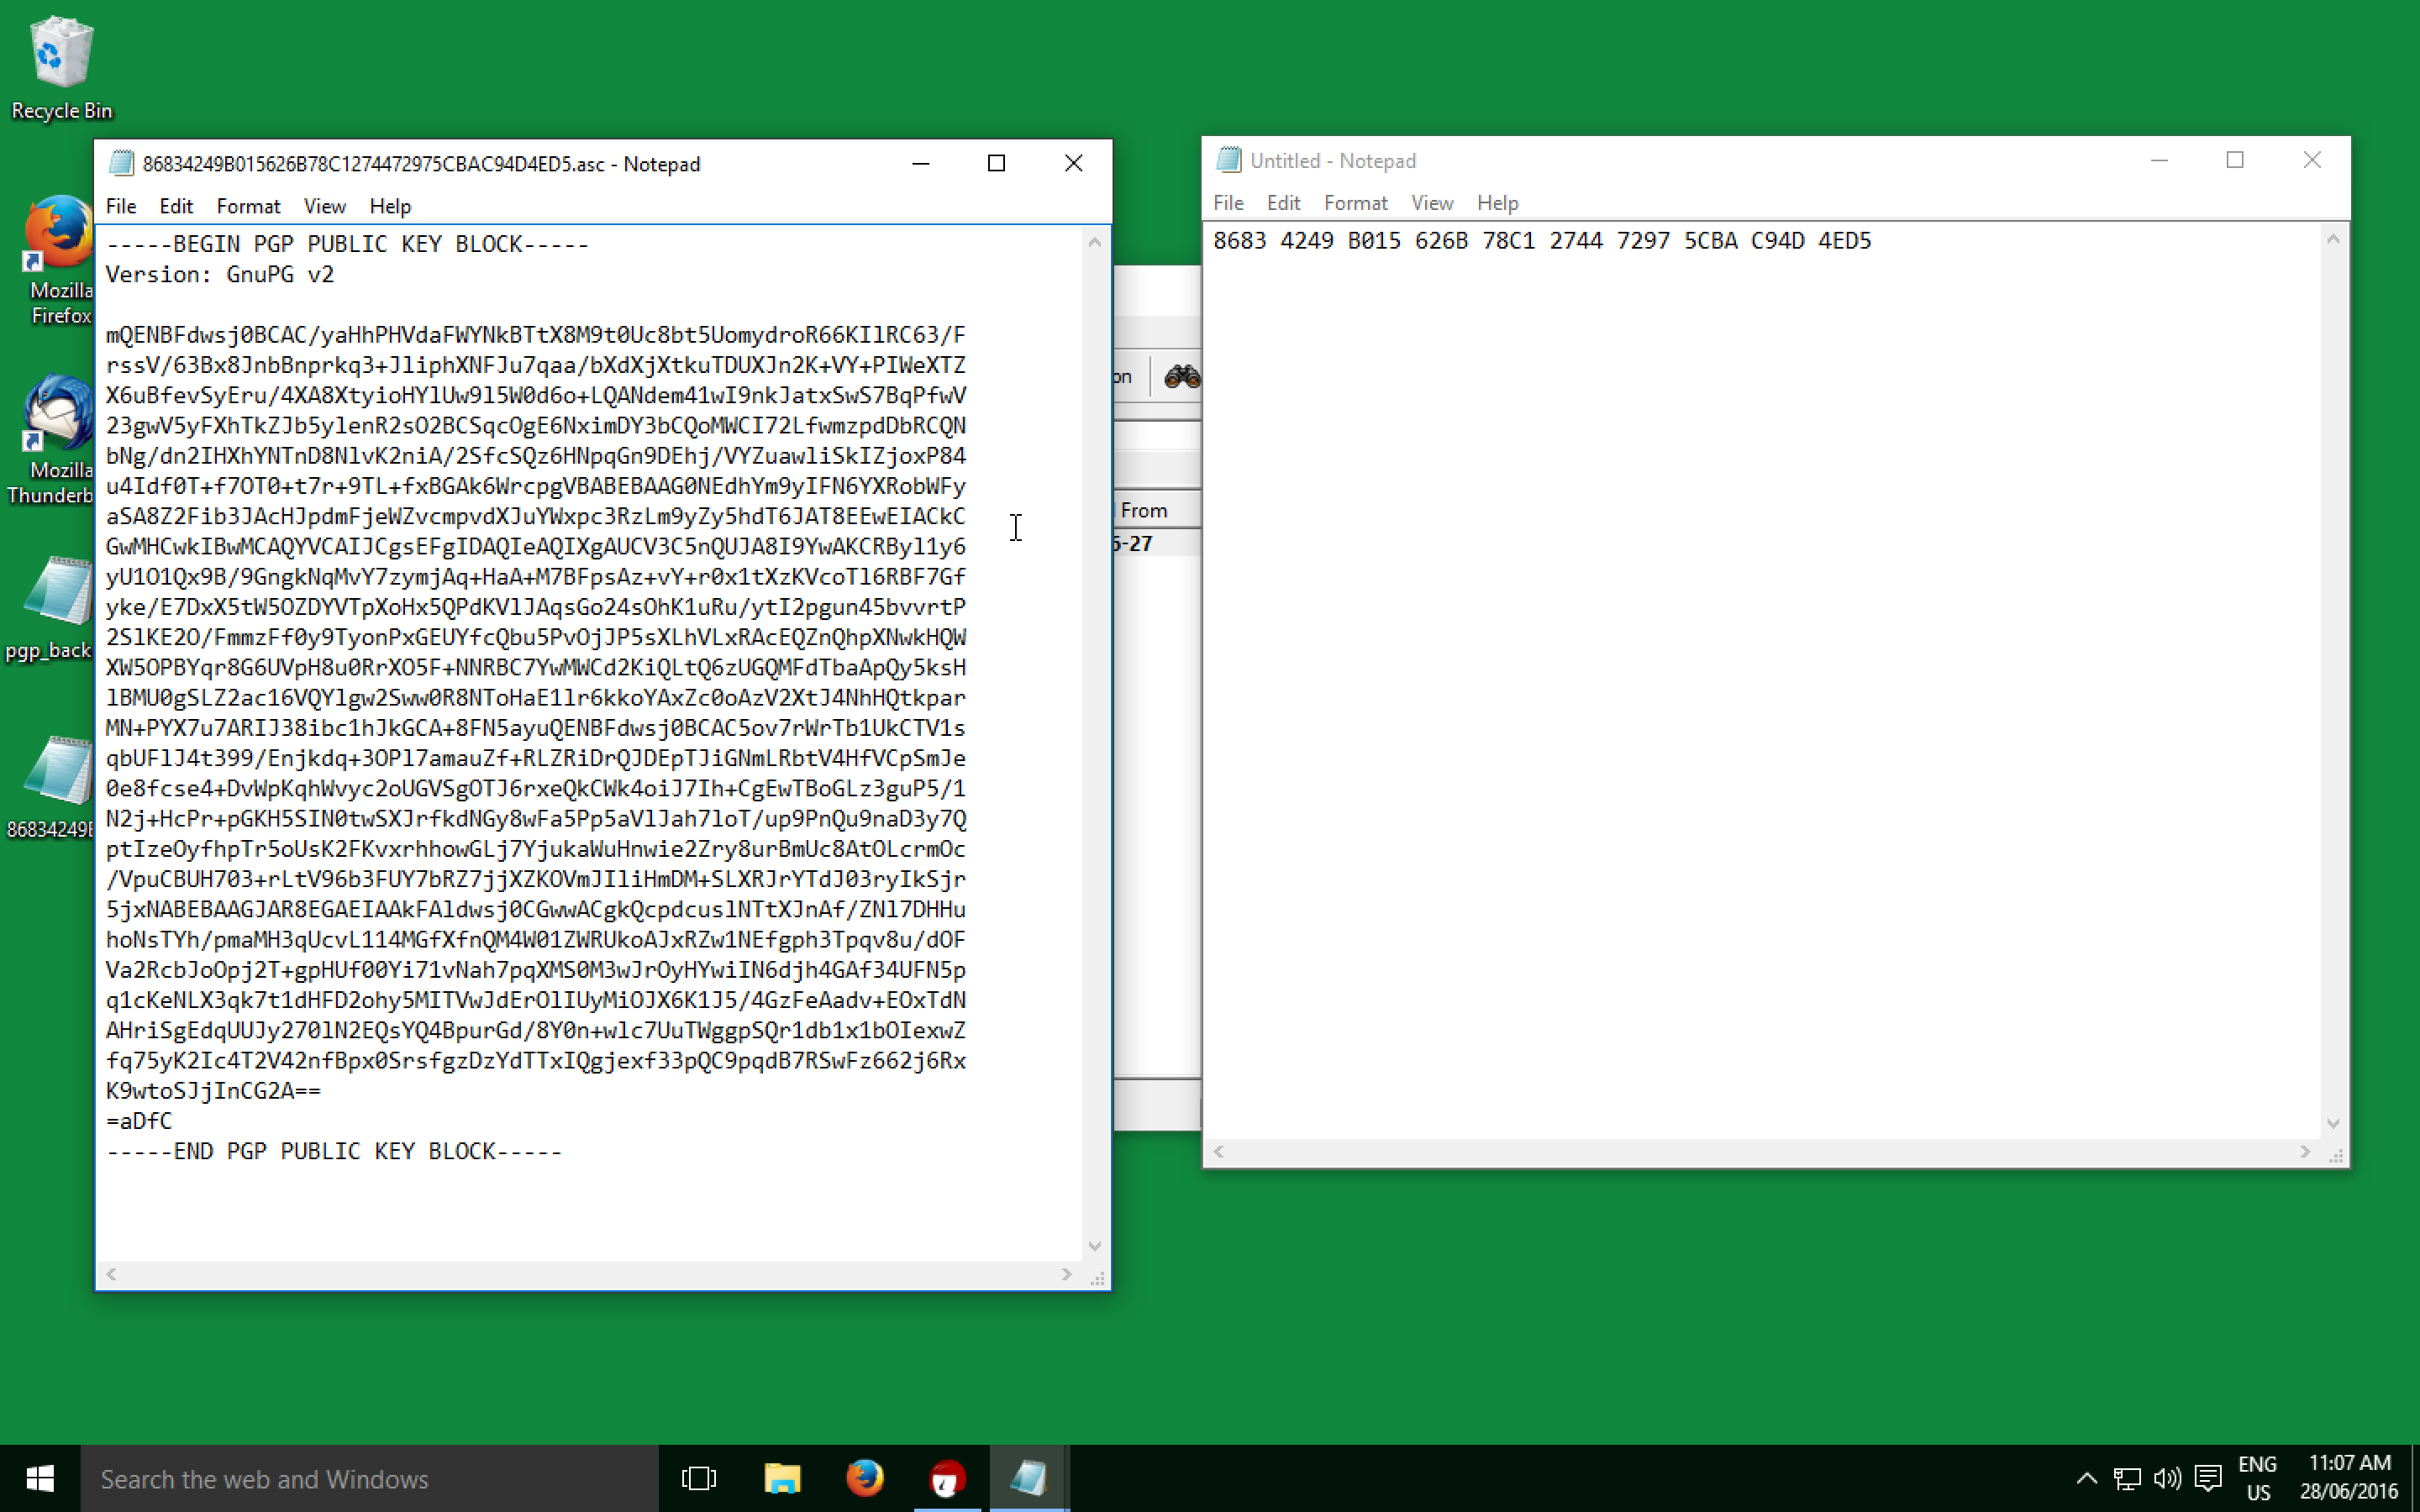 Recycle Bin
Mozilla
Firefox
Mozilla
Thunderb
pgp_back
86834249B
86834249B015626B78C1274472975CBAC94D4ED5.asc - Notepad
File Edit Format View Help
-----BEGIN PGP PUBLIC KEY BLOCK-----
Version: GnuPG v2
mQENBFdwsj0BCAC/yaHhPHVdaFWYNkBTtX8M9t0Uc8bt5UomydroR66KIlRC63/F
rssV/63Bx8JnbBnprkq3+JliphXNFJu7qaa/bXdXjXtkuTDUXJn2K+VY+PIWeXTZ
X6uBfevSyEru/4XA8XtyioHYlUw9l5W0d6o+LQANdem41wI9nkJatxSwS7BqPfwV
23gwV5yFXhTkZJb5ylenR2sO2BCSqcOgE6NximDY3bCQoMWCI72LfwmzpdDbRCQN
bNg/dn2IHXhYNTnD8NlvK2niA/2SfcSQz6HNpqGn9DEhj/VYZuawliSkIZjoxP84
u4Idf0T+f7OT0+t7r+9TL+fxBGAk6WrcpgVBABEBAAG0NEdhYm9yIFN6YXRobWFy
aSA8Z2Fib3JAcHJpdmFjeWZvcmpvdXJuYWxpc3RzLm9yZy5hdT6JAT8EEwEIACkC
GwMHCwkIBwMCAQYVCAIJCgsEFgIDAQIeAQIXgAUCV3C5nQUJA8I9YwAKCRByl1y6
yU1O1Qx9B/9GngkNqMvY7zymjAq+HaA+M7BFpsAz+vY+r0x1tXzKVcoTl6RBF7Gf
yke/E7DxX5tW5OZDYVTpXoHx5QPdKVlJAqsGo24sOhK1uRu/ytI2pgun45bvvrtP
2SlKE2O/FmmzFf0y9TyonPxGEUYfcQbu5PvOjJP5sXLhVLxRAcEQZnQhpXNwkHQW
XW5OPBYqr8G6UVpH8u0RrXO5F+NNRBC7YwMWCd2KiQLtQ6zUGQMFdTbaApQy5ksH
lBMU0gSLZ2ac16VQYlgw2Sww0R8NToHaE1lr6kkoYAxZc0oAzV2XtJ4NhHQtkpar
MN+PYX7u7ARIJ38ibc1hJkGCA+8FN5ayuQENBFdwsj0BCAC5ov7rWrTb1UkCTV1s
qbUFlJ4t399/Enjkdq+3OPl7amauZf+RLZRiDrQJDEpTJiGNmLRbtV4HfVCpSmJe
0e8fcse4+DvWpKqhWvyc2oUGVSgOTJ6rxeQkCWk4oiJ7Ih+CgEwTBoGLz3guP5/1
N2j+HcPr+pGKH5SIN0twSXJrfkdNGy8wFa5Pp5aVlJah7loT/up9PnQu9naD3y7Q
ptIzeOyfhpTr5oUsK2FKvxrhhowGLj7YjukaWuHnwie2Zry8urBmUc8AtOLcrmOc
/VpuCBUH703+rLtV96b3FUY7bRZ7jjXZKOVmJIliHmDM+SLXRJrYTdJ03ryIkSjr
5jxNABEBAAGJAR8EGAEIAAkFAldwsj0CGwwACgkQcpdcuslNTtXJnAf/ZNl7DHHu
hoNsTYh/pmaMH3qUcvL114MGfXfnQM4W01ZWRUkoAJxRZw1NEfgph3Tpqv8u/dOF
Va2RcbJoOpj2T+gpHUf00Yi71vNah7pqXMS0M3wJrOyHYwiIN6djh4GAf34UFN5p
q1cKeNLX3qk7t1dHFD2ohy5MITVwJdErOlIUyMiOJX6K1J5/4GzFeAadv+EOxTdN
AHriSgEdqUUJy270lN2EQsYQ4BpurGd/8Y0n+wlc7UuTWggpSQr1db1x1bOIexwZ
fq75yK2Ic4T2V42nfBpx0SrsfgzDzYdTTxIQgjexf33pQC9pqdB7RSwFz662j6Rx
K9wtoSJjInCG2A==
=aDfC
-----END PGP PUBLIC KEY BLOCK-----
on
From
6-27
Untitled - Notepad
File Edit Format View Help
8683 4249 B015 626B 78C1 2744 7297 5CBA C94D 4ED5
Search the web and Windows
ENG
US
11:07 AM
28/06/2016